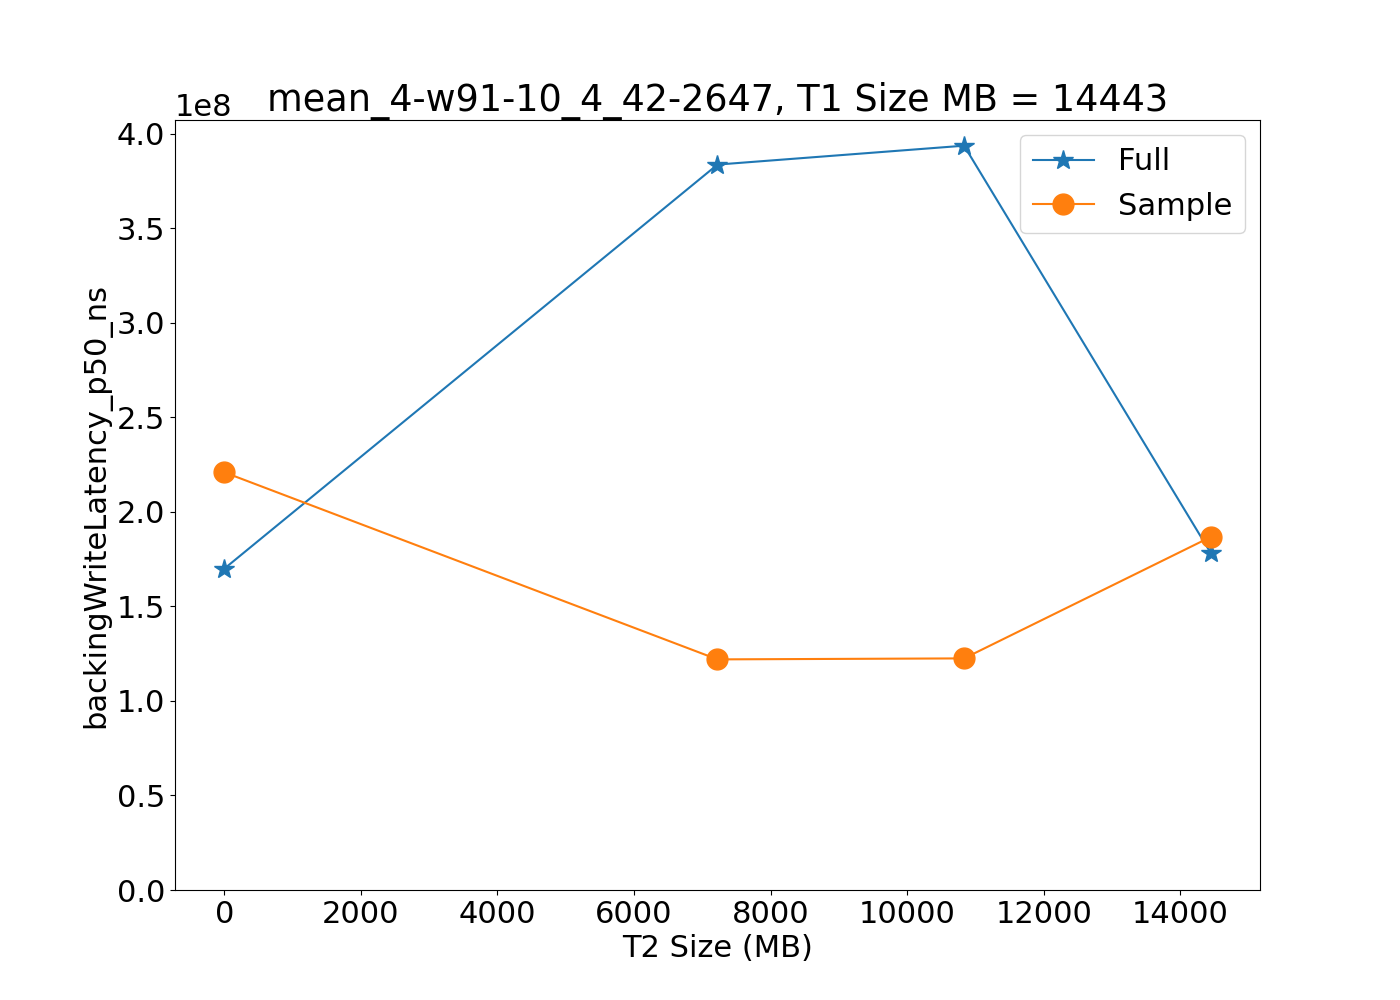 mean_4-w91-10_4_42-2647, T1 Size MB = 14443
1e8
4.0
3.5
3.0
2.5
2.0
1.5
1.0
0.5
0.0
backingWriteLatency_p50_ns
Full
Sample
0 2000 4000 6000 8000 10000 12000 14000
T2 Size (MB)